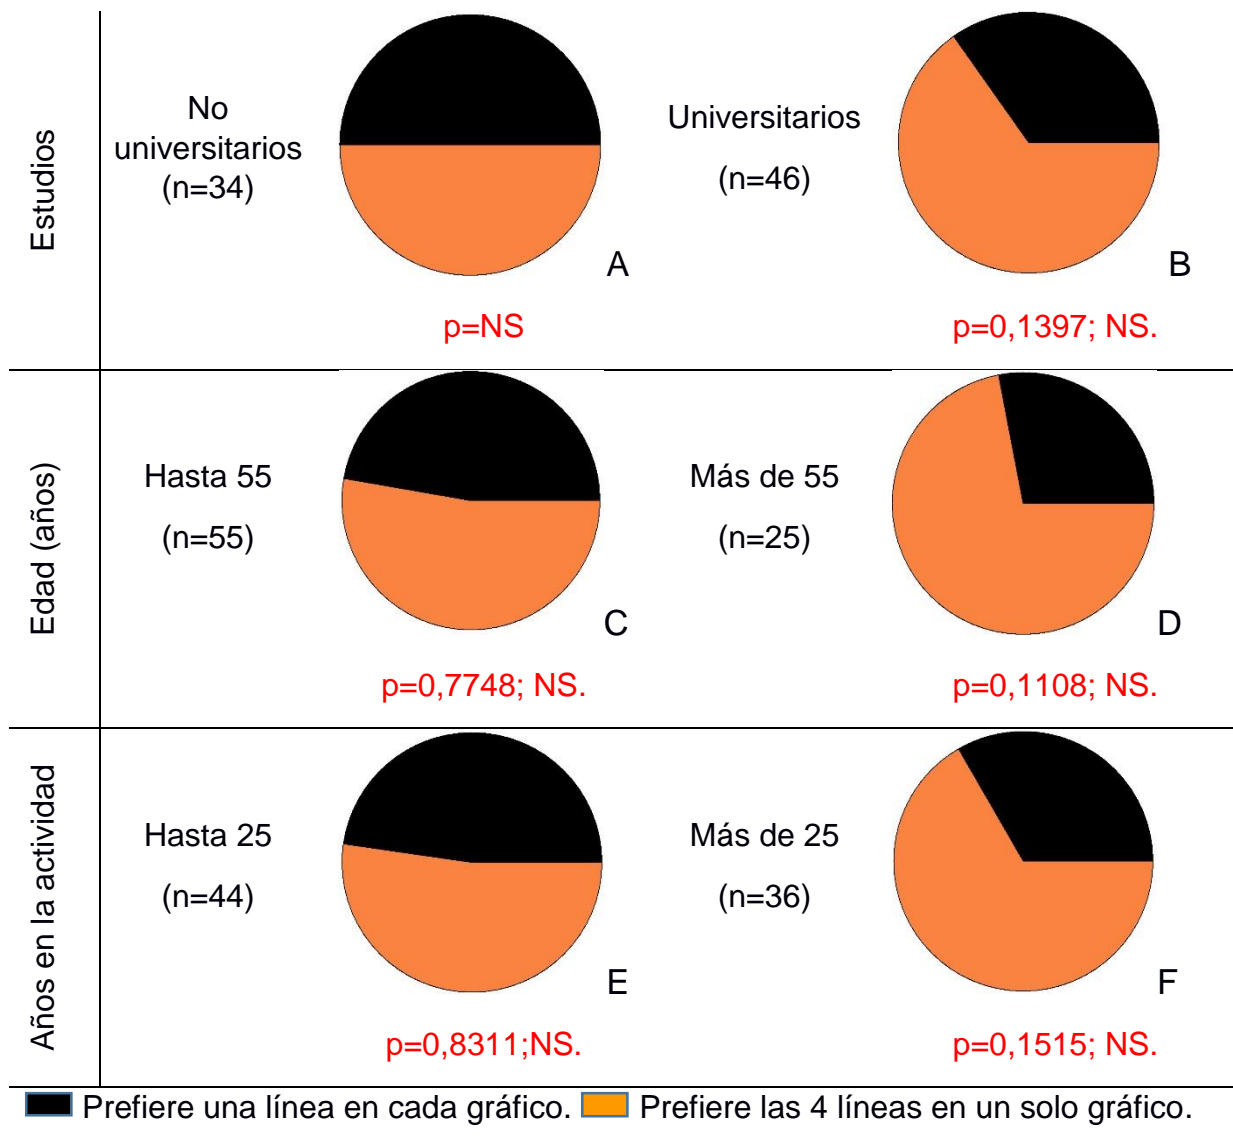 Estudios
No
universitarios
(n=34)
A
p=NS
Universitarios
(n=46)
B
p=0,1397; NS.
Edad (años)
Hasta 55
(n=55)
C
p=0,7748; NS.
Más de 55
(n=25)
D
p=0,1108; NS.
Años en la actividad
Hasta 25
(n=44)
E
p=0,8311;NS.
Más de 25
(n=36)
F
p=0,1515; NS.
Prefiere una línea en cada gráfico. Prefiere las 4 líneas en un solo gráfico.